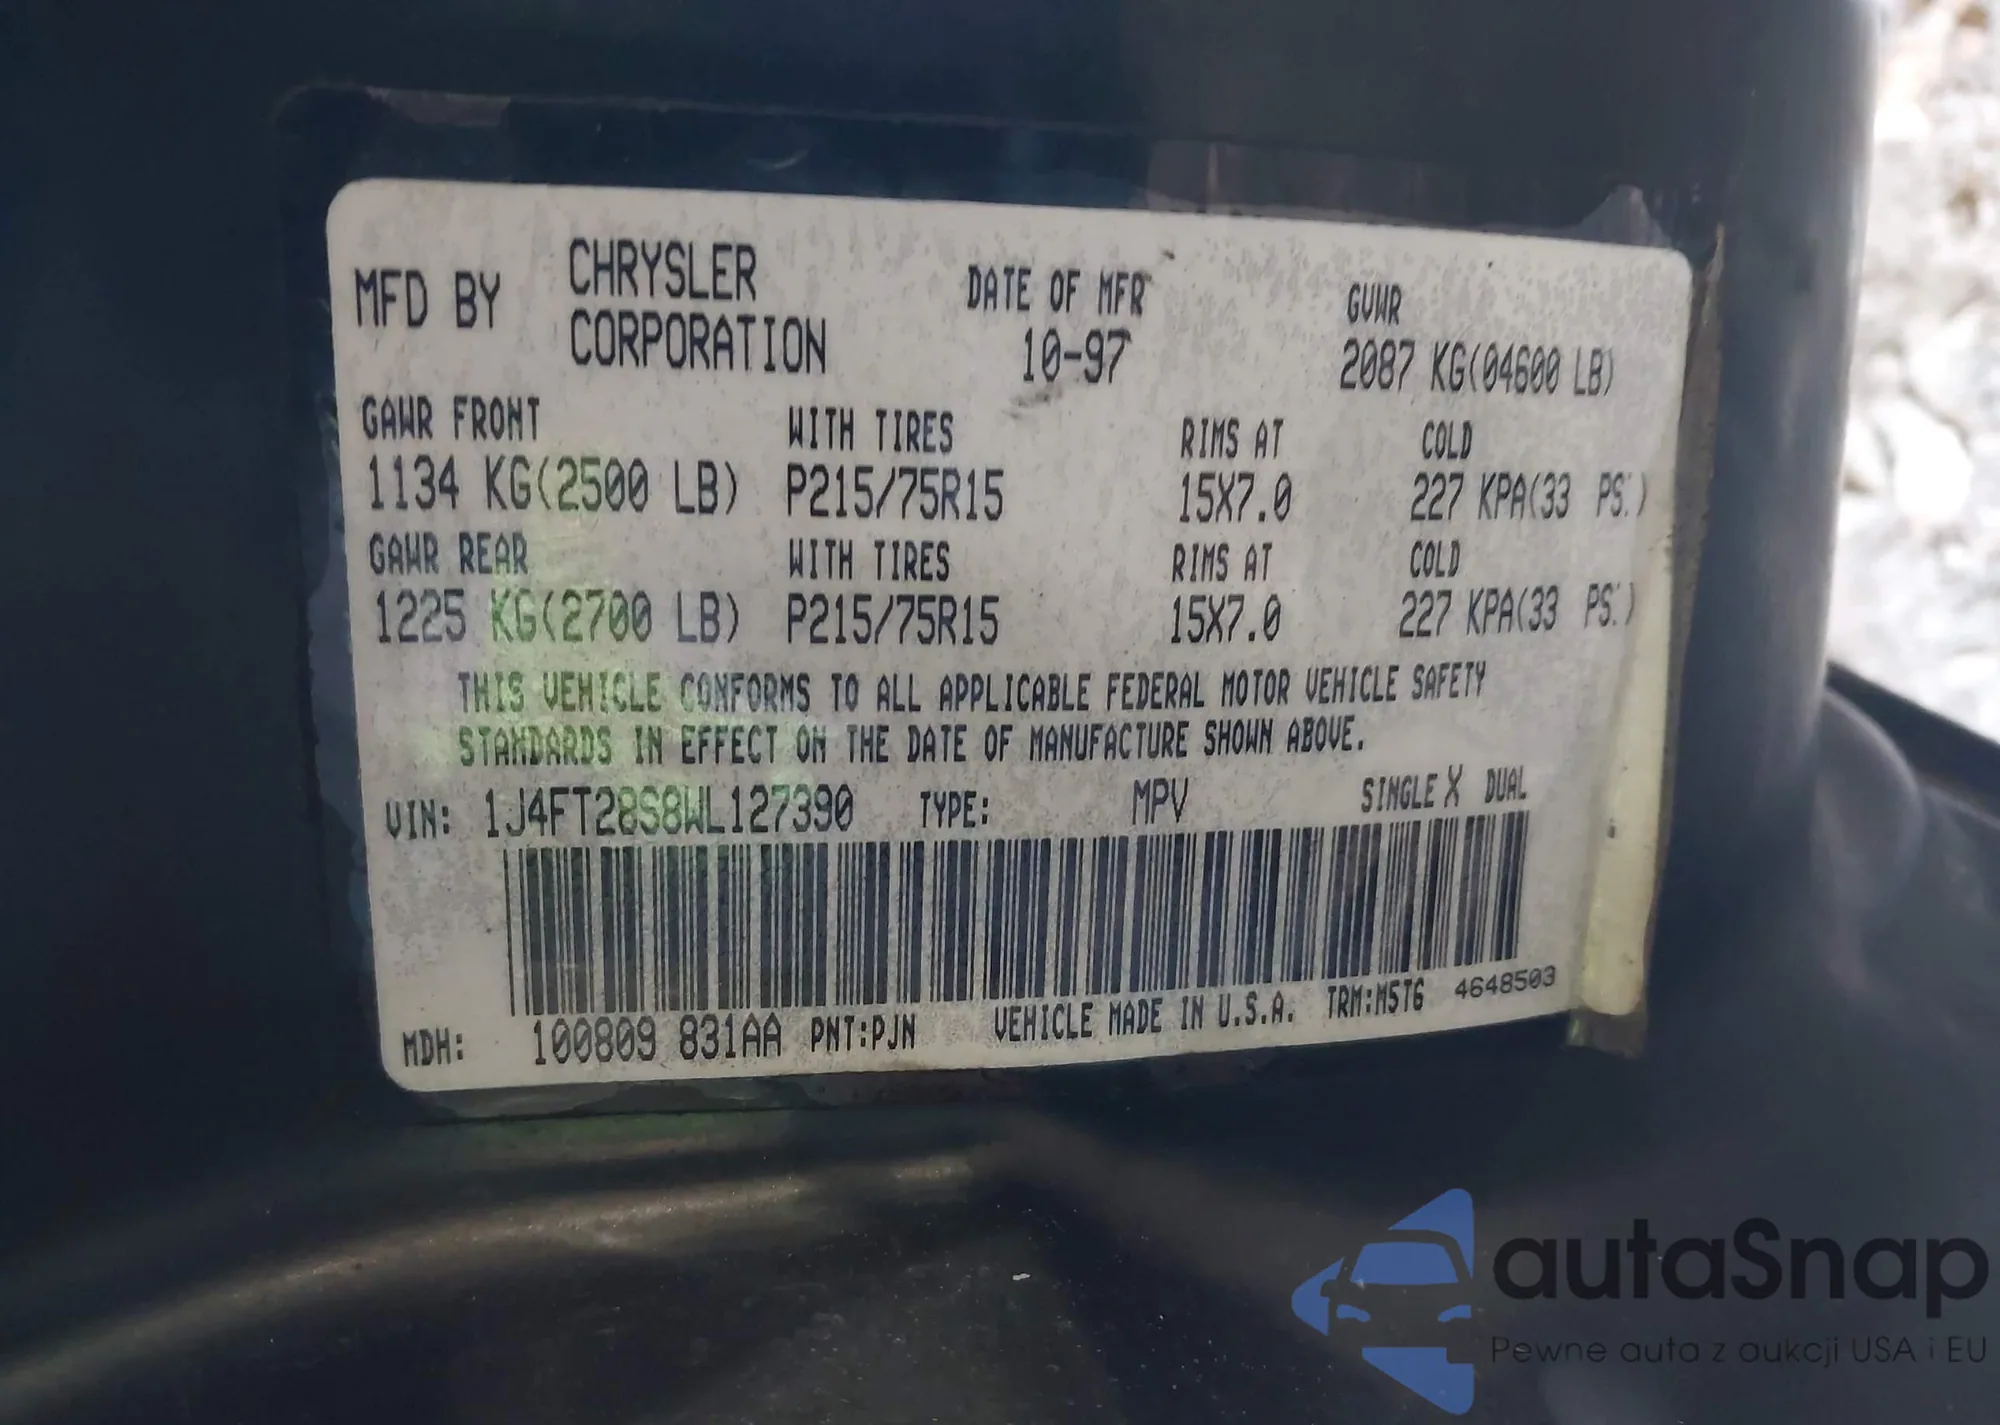 MFD BY CHRYSLER CORPORATION DATE OF MFR 10-97 GVWR 2087 KG(04600 LB)
GAWR FRONT WITH TIRES RIMS AT COLD
1134 KG(2500 LB) P215/75R15 15X7.0 227 KPA(33 PSI)
GAWR REAR WITH TIRES RIMS AT COLD
1225 KG(2700 LB) P215/75R15 15X7.0 227 KPA(33 PSI)
THIS VEHICLE CONFORMS TO ALL APPLICABLE FEDERAL MOTOR VEHICLE SAFETY
STANDARDS IN EFFECT ON THE DATE OF MANUFACTURE SHOWN ABOVE.
VIN: 1J4FT28S8WL127390 TYPE: MPV SINGLE X DUAL
MDH: 100809 831AA PNT:PJN VEHICLE MADE IN U.S.A. TRM:M5T6 4648503
autaSnap
Pewne auta z aukcji USA i EU